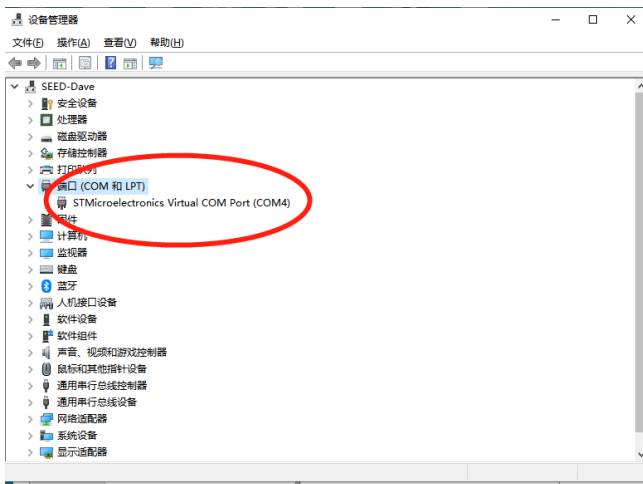 设备管理器
文件(F) 操作(A) 查看(V) 帮助(H)
SEED-Dave
安全设备
处理器
磁盘驱动器
存储控制器
打印队列
端口 (COM 和 LPT)
STMicroelectronics Virtual COM Port (COM4)
固件
计算机
监视器
键盘
蓝牙
人机接口设备
软件设备
软件组件
声音、视频和游戏控制器
鼠标和其他指针设备
通用串行总线控制器
通用串行总线设备
网络适配器
系统设备
显示适配器